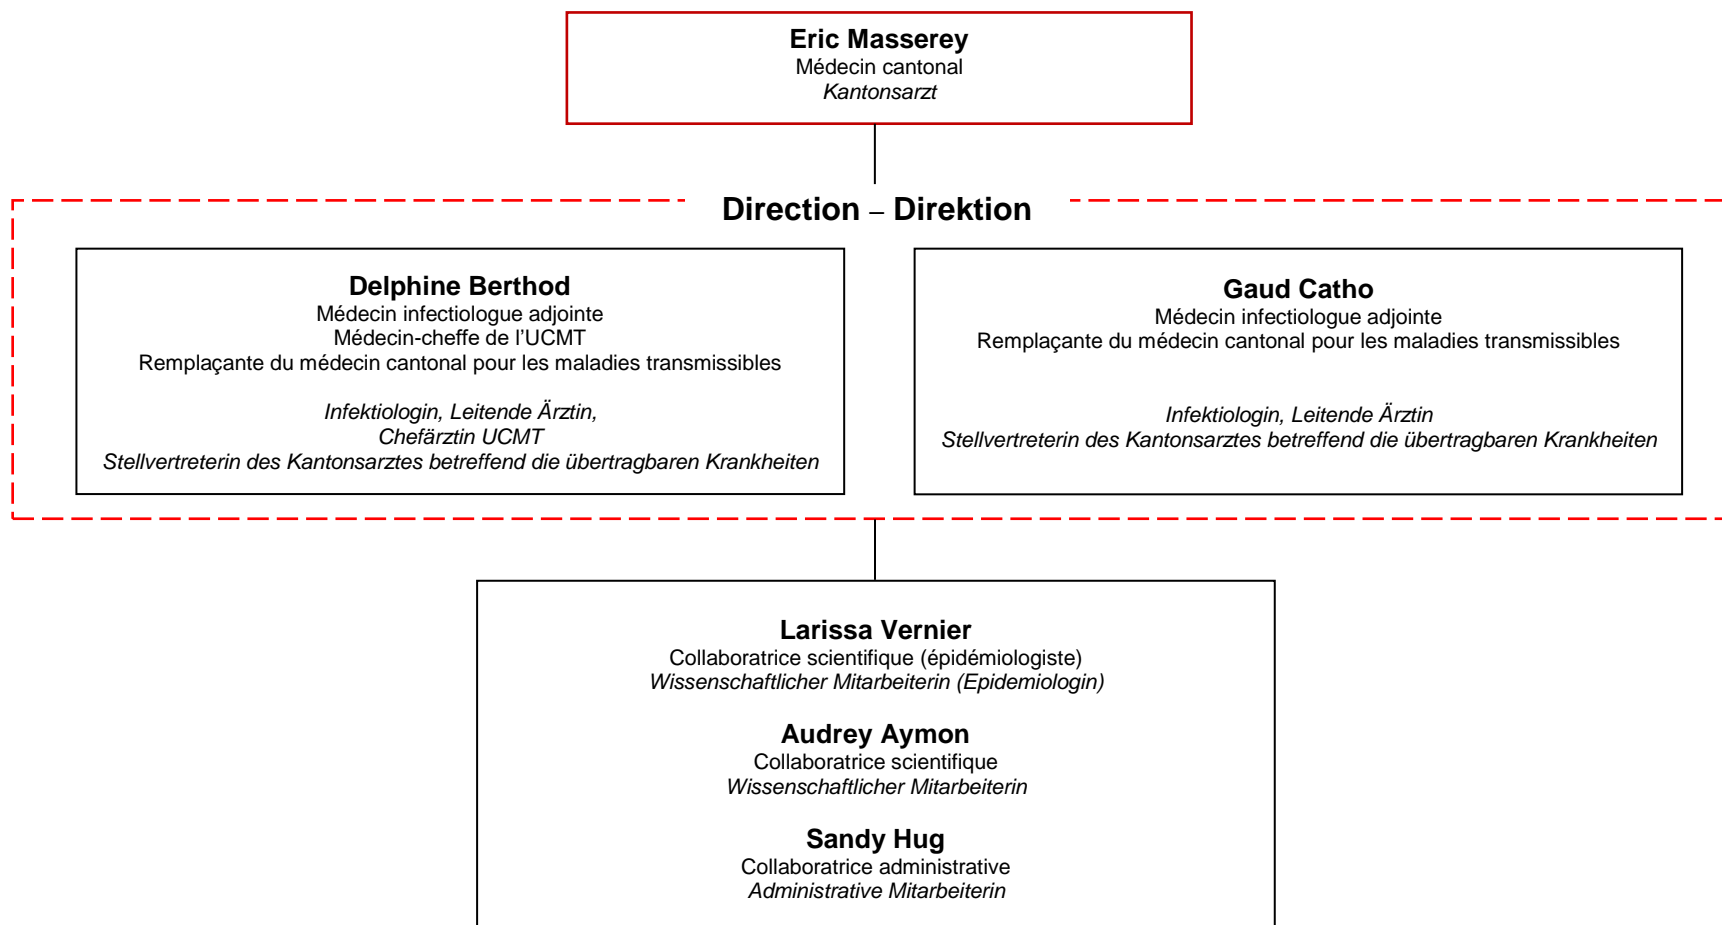 Eric Masserey
Médecin cantonal
Kantonsarzt
Direction – Direktion
Delphine Berthod
Médecin infectiologue adjointe
Médecin-cheffe de l’UCMT
Remplaçante du médecin cantonal pour les maladies transmissibles
Infektiologin, Leitende Ärztin,
Chefärztin UCMT
Stellvertreterin des Kantonsarztes betreffend die übertragbaren Krankheiten
Gaud Catho
Médecin infectiologue adjointe
Remplaçante du médecin cantonal pour les maladies transmissibles
Infektiologin, Leitende Ärztin
Stellvertreterin des Kantonsarztes betreffend die übertragbaren Krankheiten
Larissa Vernier
Collaboratrice scientifique (épidémiologiste)
Wissenschaftlicher Mitarbeiterin (Epidemiologin)
Audrey Aymon
Collaboratrice scientifique
Wissenschaftlicher Mitarbeiterin
Sandy Hug
Collaboratrice administrative
Administrative Mitarbeiterin